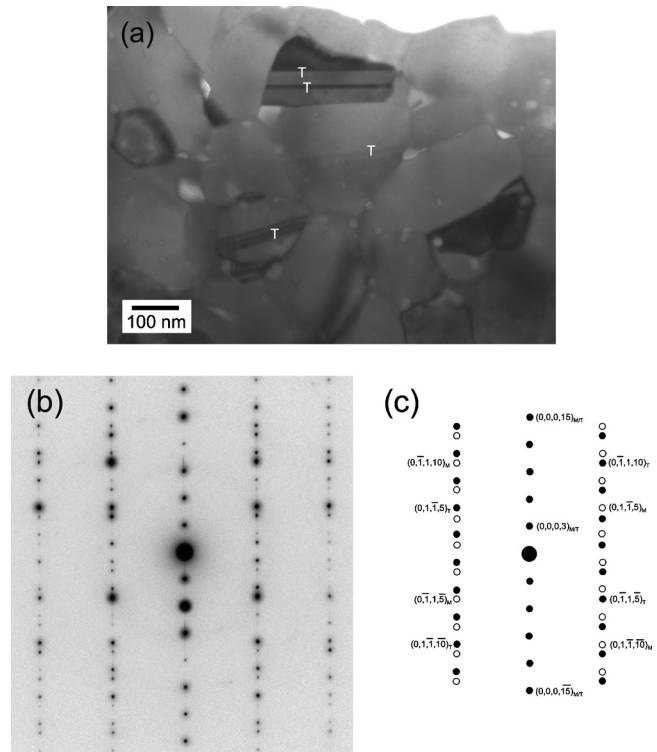 (a)
T
T
T
T
100 nm
(b)
(c)
(0,0,0,15)M/T
(0,1̄,1,10)M
(0,1̄,1,10)T
(0,1,1̄,5)T
(0,1,1̄,5)M
(0,0,0,3)M/T
(0,1̄,1,5̄)M
(0,1̄,1,5̄)T
(0,1,1̄,1̄0̄)T
(0,1,1̄,1̄0̄)M
(0,0,0,1̄5̄)M/T